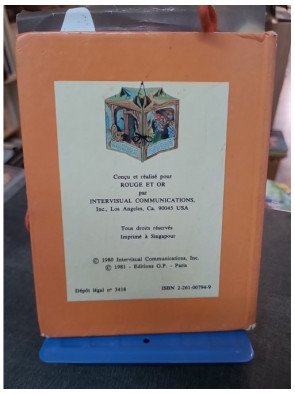 Conçu et réalisé pour
ROUGE ET OR
par
INTERVISUAL COMMUNICATIONS,
Inc., Los Angeles, Ca. 90045 USA
Tous droits réservés
Imprimé à Singapour
© 1980 Intervisual Communications, Inc.
© 1981 - Editions G.P. - Paris
Dépôt légal n° 3418
ISBN 2-261-00794-9